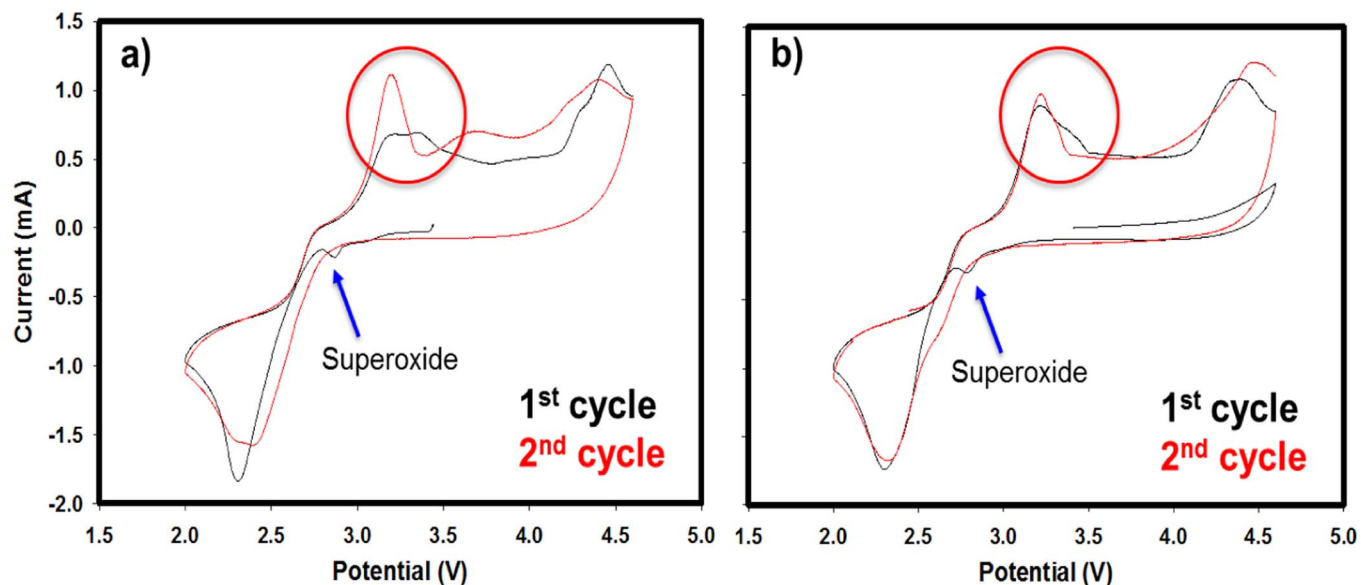 a)
1.5
1.0
0.5
0.0
-0.5
-1.0
-1.5
-2.0
Current (mA)
Superoxide
1st cycle
2nd cycle
1.5 2.0 2.5 3.0 3.5 4.0 4.5 5.0
Potential (V)
b)
Superoxide
1st cycle
2nd cycle
1.5 2.0 2.5 3.0 3.5 4.0 4.5 5.0
Potential (V)